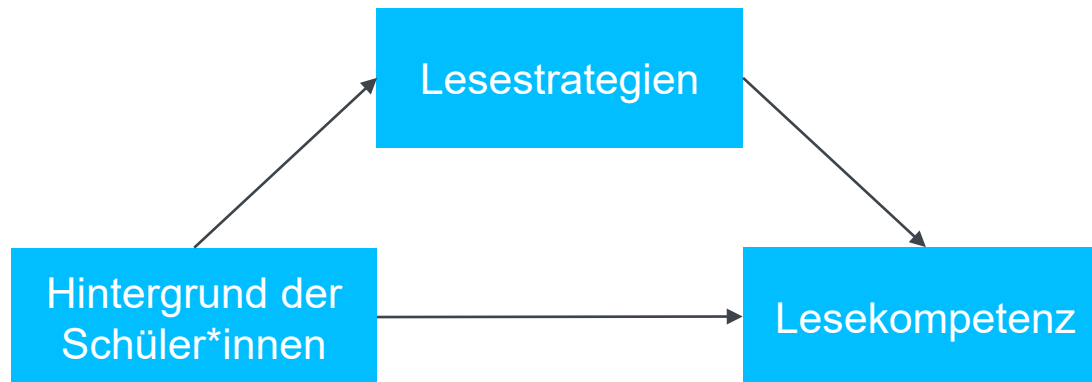 Lesestrategien
Hintergrund der
Schüler*innen
Lesekompetenz